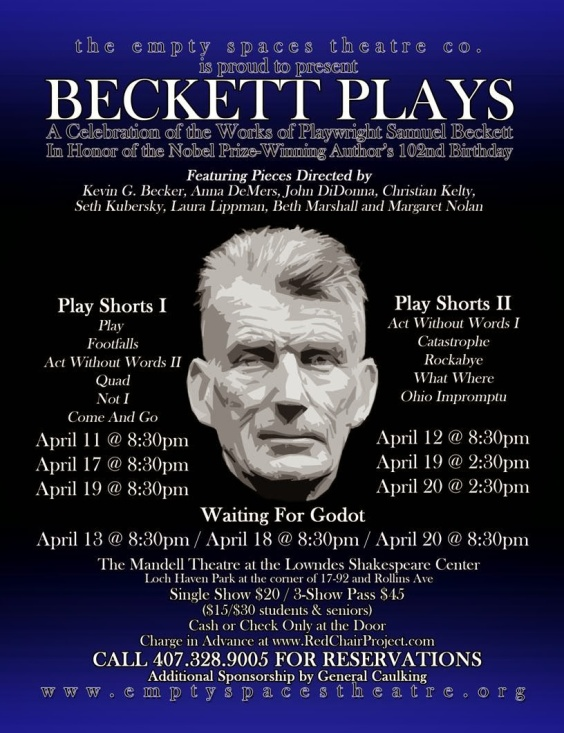 the empty spaces theatre co.
is proud to present
BECKETT PLAYS
A Celebration of the Works of Playwright Samuel Beckett
In Honor of the Nobel Prize-Winning Author's 102nd Birthday
Featuring Pieces Directed by
Kevin G. Becker, Anna DeMers, John DiDonna, Christian Kelty,
Seth Kubersky, Laura Lippman, Beth Marshall and Margaret Nolan
Play Shorts I
Play
Footfalls
Act Without Words II
Quad
Not I
Come And Go
April 11 @ 8:30pm
April 17 @ 8:30pm
April 19 @ 8:30pm
Play Shorts II
Act Without Words I
Catastrophe
Rockabye
What Where
Ohio Impromptu
April 12 @ 8:30pm
April 19 @ 2:30pm
April 20 @ 2:30pm
Waiting For Godot
April 13 @ 8:30pm / April 18 @ 8:30pm / April 20 @ 8:30pm
The Mandell Theatre at the Lowndes Shakespeare Center
Loch Haven Park at the corner of 17-92 and Rollins Ave
Single Show $20 / 3-Show Pass $45
($15/$30 students & seniors)
Cash or Check Only at the Door
Charge in Advance at www.RedChairProject.com
CALL 407.328.9005 FOR RESERVATIONS
Additional Sponsorship by General Caulking
www.emptyspacestheatre.org